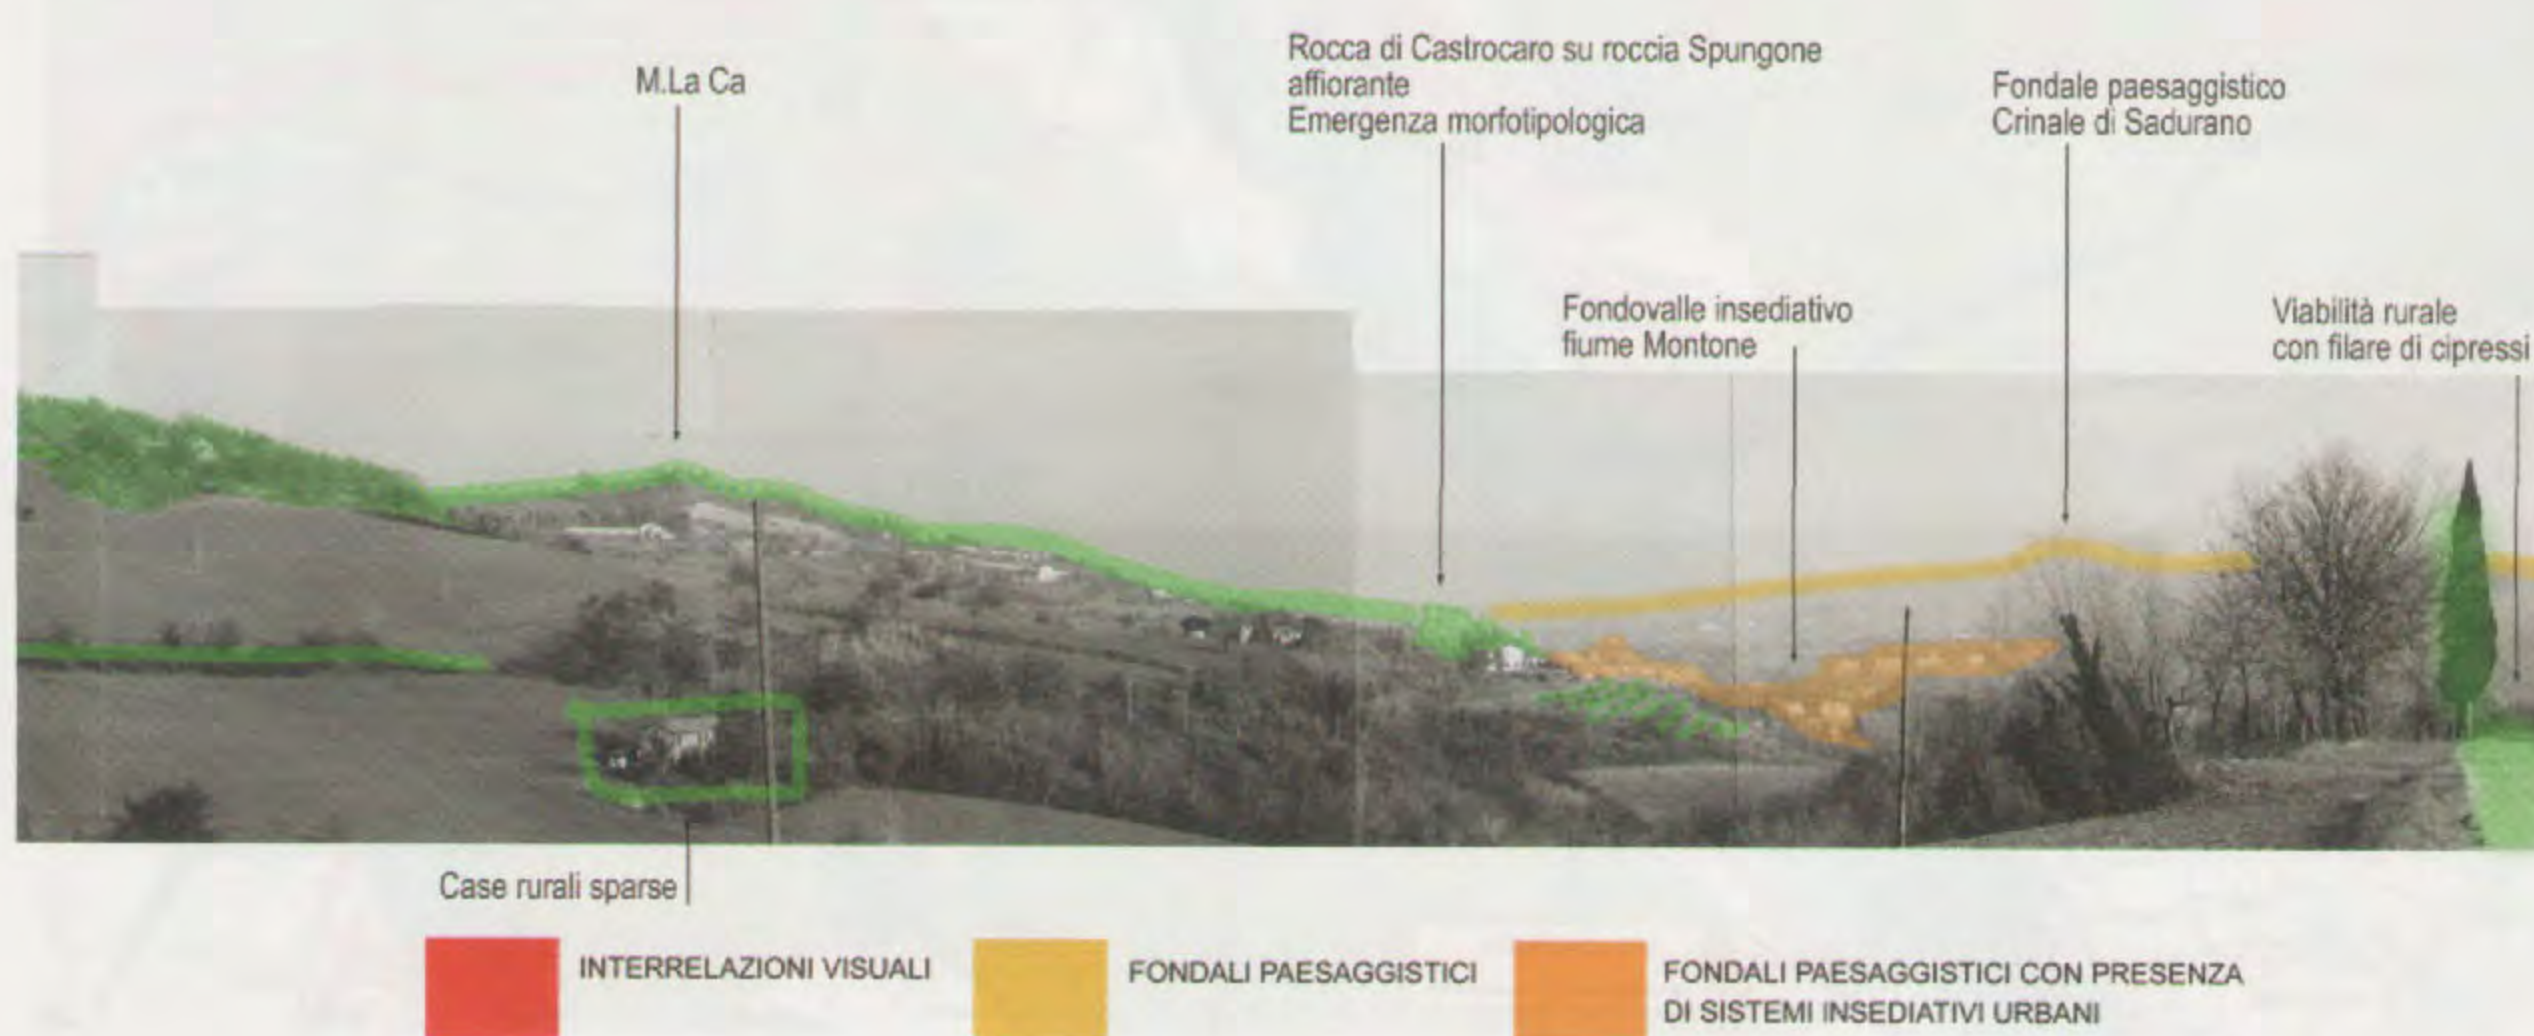 M.La Ca
Rocca di Castrocaro su roccia Spungone
affiorante
Emergenza morfotipologica
Fondale paesaggistico
Crinale di Sadurano
Fondovalle insediativo
fiume Montone
Viabilità rurale
con filare di cipressi
Case rurali sparse
INTERRELAZIONI VISUALI
FONDALI PAESAGGISTICI
FONDALI PAESAGGISTICI CON PRESENZA
DI SISTEMI INSEDIATIVI URBANI